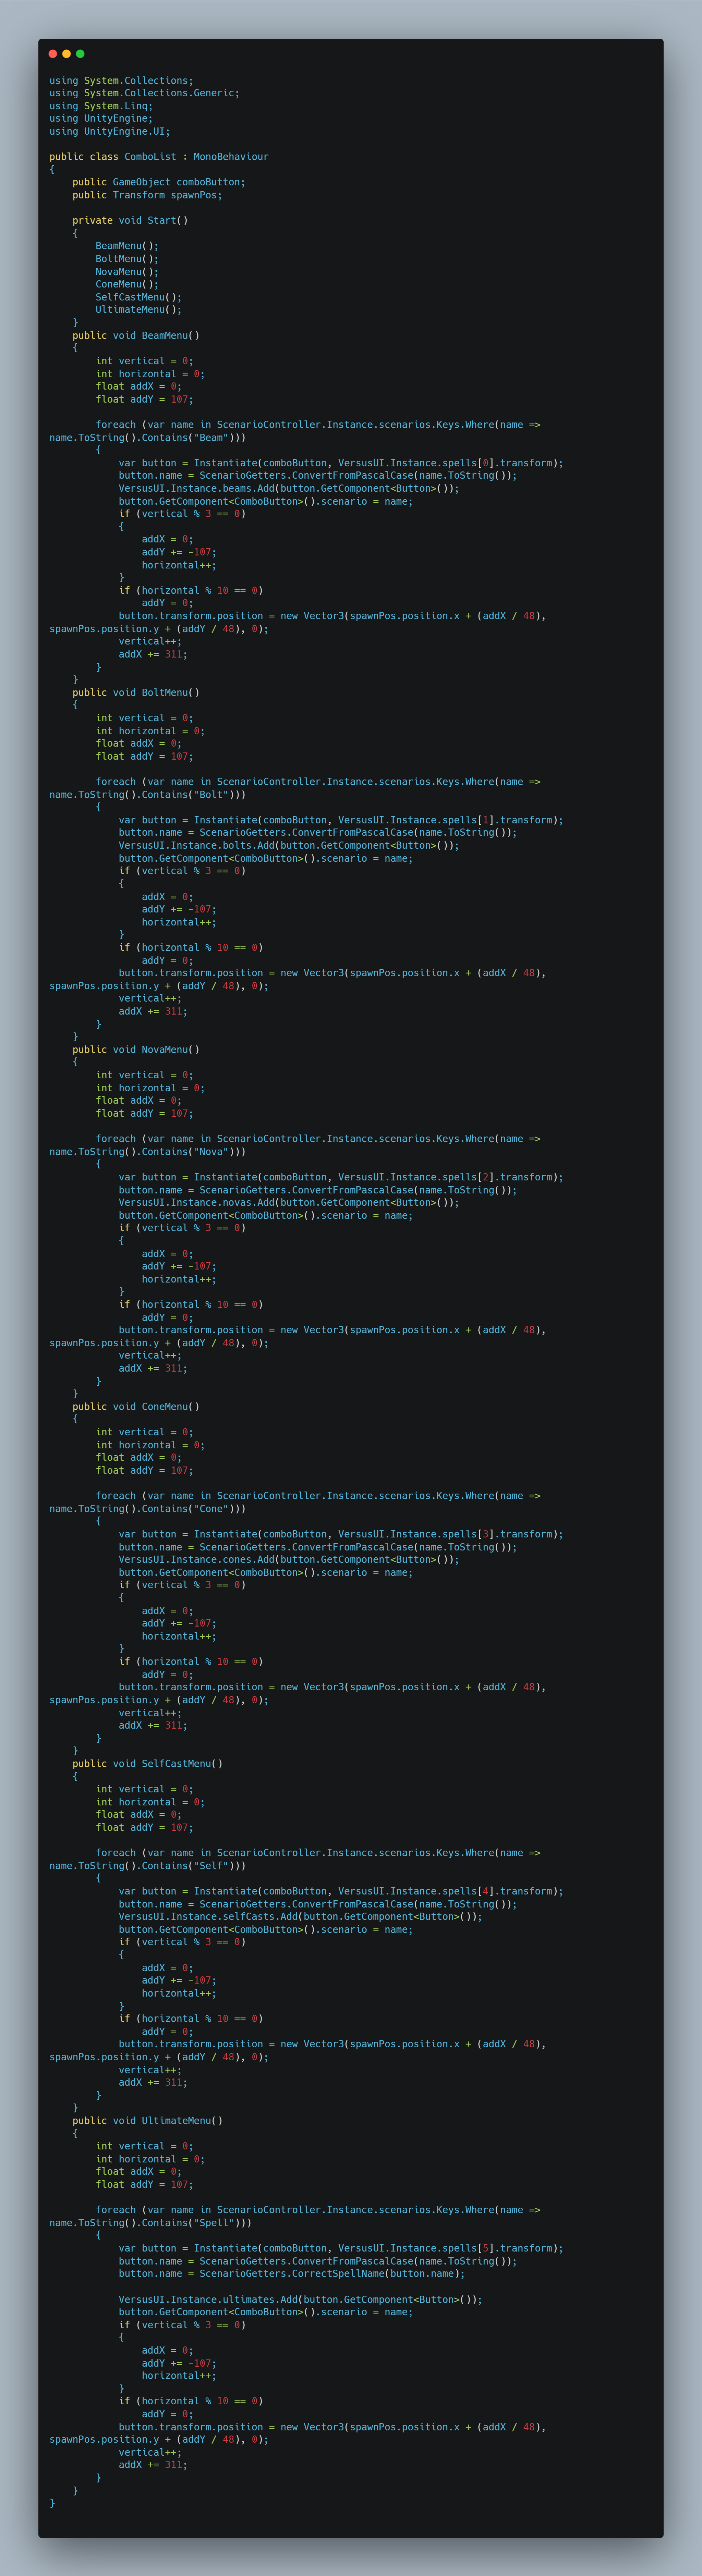 using System.Collections;
using System.Collections.Generic;
using System.Linq;
using UnityEngine;
using UnityEngine.UI;

public class ComboList : MonoBehaviour
{
    public GameObject comboButton;
    public Transform spawnPos;

    private void Start()
    {
        BeamMenu();
        BoltMenu();
        NovaMenu();
        ConeMenu();
        SelfCastMenu();
        UltimateMenu();
    }
    public void BeamMenu()
    {
        int vertical = 0;
        int horizontal = 0;
        float addX = 0;
        float addY = 107;

        foreach (var name in ScenarioController.Instance.scenarios.Keys.Where(name =>
name.ToString().Contains("Beam")))
        {
            var button = Instantiate(comboButton, VersusUI.Instance.spells[0].transform);
            button.name = ScenarioGetters.ConvertFromPascalCase(name.ToString());
            VersusUI.Instance.beams.Add(button.GetComponent<Button>());
            button.GetComponent<ComboButton>().scenario = name;
            if (vertical % 3 == 0)
            {
                addX = 0;
                addY += -107;
                horizontal++;
            }
            if (horizontal % 10 == 0)
                addY = 0;
            button.transform.position = new Vector3(spawnPos.position.x + (addX / 48),
spawnPos.position.y + (addY / 48), 0);
            vertical++;
            addX += 311;
        }
    }
    public void BoltMenu()
    {
        int vertical = 0;
        int horizontal = 0;
        float addX = 0;
        float addY = 107;

        foreach (var name in ScenarioController.Instance.scenarios.Keys.Where(name =>
name.ToString().Contains("Bolt")))
        {
            var button = Instantiate(comboButton, VersusUI.Instance.spells[1].transform);
            button.name = ScenarioGetters.ConvertFromPascalCase(name.ToString());
            VersusUI.Instance.bolts.Add(button.GetComponent<Button>());
            button.GetComponent<ComboButton>().scenario = name;
            if (vertical % 3 == 0)
            {
                addX = 0;
                addY += -107;
                horizontal++;
            }
            if (horizontal % 10 == 0)
                addY = 0;
            button.transform.position = new Vector3(spawnPos.position.x + (addX / 48),
spawnPos.position.y + (addY / 48), 0);
            vertical++;
            addX += 311;
        }
    }
    public void NovaMenu()
    {
        int vertical = 0;
        int horizontal = 0;
        float addX = 0;
        float addY = 107;

        foreach (var name in ScenarioController.Instance.scenarios.Keys.Where(name =>
name.ToString().Contains("Nova")))
        {
            var button = Instantiate(comboButton, VersusUI.Instance.spells[2].transform);
            button.name = ScenarioGetters.ConvertFromPascalCase(name.ToString());
            VersusUI.Instance.novas.Add(button.GetComponent<Button>());
            button.GetComponent<ComboButton>().scenario = name;
            if (vertical % 3 == 0)
            {
                addX = 0;
                addY += -107;
                horizontal++;
            }
            if (horizontal % 10 == 0)
                addY = 0;
            button.transform.position = new Vector3(spawnPos.position.x + (addX / 48),
spawnPos.position.y + (addY / 48), 0);
            vertical++;
            addX += 311;
        }
    }
    public void ConeMenu()
    {
        int vertical = 0;
        int horizontal = 0;
        float addX = 0;
        float addY = 107;

        foreach (var name in ScenarioController.Instance.scenarios.Keys.Where(name =>
name.ToString().Contains("Cone")))
        {
            var button = Instantiate(comboButton, VersusUI.Instance.spells[3].transform);
            button.name = ScenarioGetters.ConvertFromPascalCase(name.ToString());
            VersusUI.Instance.cones.Add(button.GetComponent<Button>());
            button.GetComponent<ComboButton>().scenario = name;
            if (vertical % 3 == 0)
            {
                addX = 0;
                addY += -107;
                horizontal++;
            }
            if (horizontal % 10 == 0)
                addY = 0;
            button.transform.position = new Vector3(spawnPos.position.x + (addX / 48),
spawnPos.position.y + (addY / 48), 0);
            vertical++;
            addX += 311;
        }
    }
    public void SelfCastMenu()
    {
        int vertical = 0;
        int horizontal = 0;
        float addX = 0;
        float addY = 107;

        foreach (var name in ScenarioController.Instance.scenarios.Keys.Where(name =>
name.ToString().Contains("Self")))
        {
            var button = Instantiate(comboButton, VersusUI.Instance.spells[4].transform);
            button.name = ScenarioGetters.ConvertFromPascalCase(name.ToString());
            VersusUI.Instance.selfCasts.Add(button.GetComponent<Button>());
            button.GetComponent<ComboButton>().scenario = name;
            if (vertical % 3 == 0)
            {
                addX = 0;
                addY += -107;
                horizontal++;
            }
            if (horizontal % 10 == 0)
                addY = 0;
            button.transform.position = new Vector3(spawnPos.position.x + (addX / 48),
spawnPos.position.y + (addY / 48), 0);
            vertical++;
            addX += 311;
        }
    }
    public void UltimateMenu()
    {
        int vertical = 0;
        int horizontal = 0;
        float addX = 0;
        float addY = 107;

        foreach (var name in ScenarioController.Instance.scenarios.Keys.Where(name =>
name.ToString().Contains("Spell")))
        {
            var button = Instantiate(comboButton, VersusUI.Instance.spells[5].transform);
            button.name = ScenarioGetters.ConvertFromPascalCase(name.ToString());
            button.name = ScenarioGetters.CorrectSpellName(button.name);

            VersusUI.Instance.ultimates.Add(button.GetComponent<Button>());
            button.GetComponent<ComboButton>().scenario = name;
            if (vertical % 3 == 0)
            {
                addX = 0;
                addY += -107;
                horizontal++;
            }
            if (horizontal % 10 == 0)
                addY = 0;
            button.transform.position = new Vector3(spawnPos.position.x + (addX / 48),
spawnPos.position.y + (addY / 48), 0);
            vertical++;
            addX += 311;
        }
    }
}